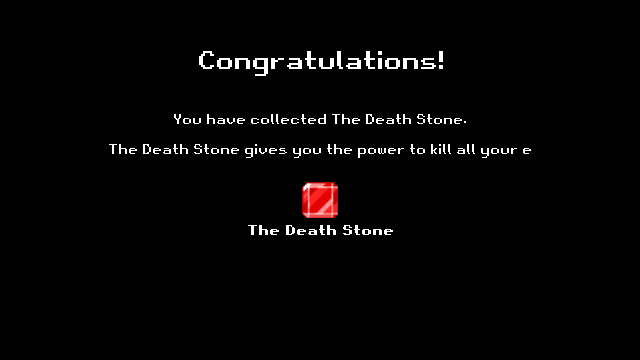 Congratulations!
You have collected The Death Stone.
The Death Stone gives you the power to kill all your e
The Death Stone